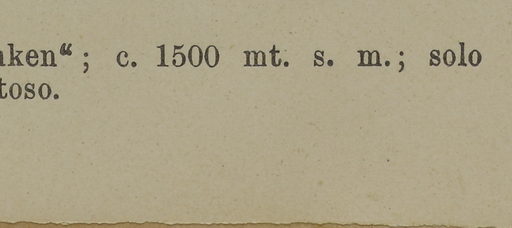 ken“; c. 1500 mt. s. m.; solo
toso.